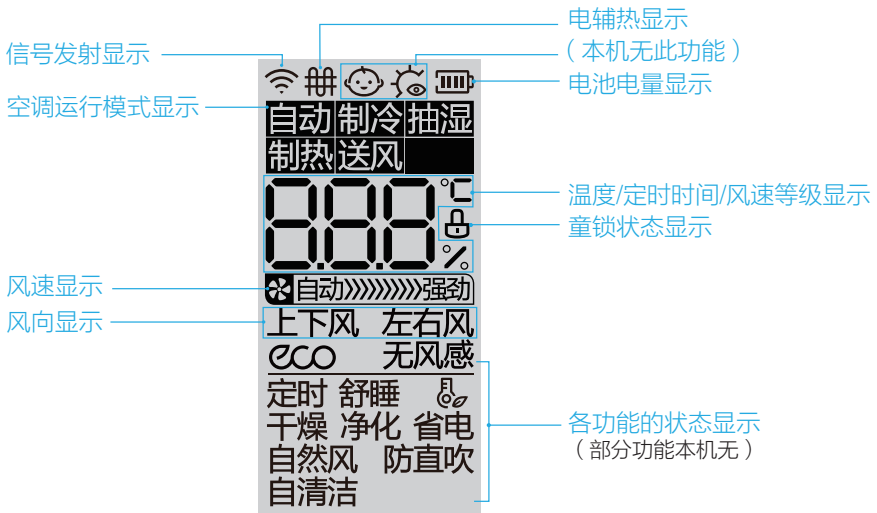 信号发射显示
空调运行模式显示
风速显示
风向显示
自动 制冷 抽湿
制热 送风
888 ℃
%
自动 》》》》》强劲
上下风 左右风
eco 无风感
定时 舒睡
干燥 净化 省电
自然风 防直吹
自清洁
电辅热显示
（本机无此功能）
电池电量显示
温度/定时时间/风速等级显示
童锁状态显示
各功能的状态显示
（部分功能本机无）